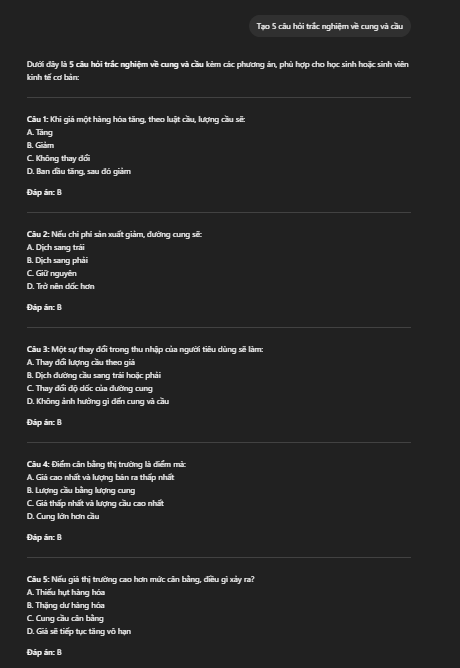 Tạo 5 câu hỏi trắc nghiệm về cung và cầu
Dưới đây là 5 câu hỏi trắc nghiệm về cung và cầu kèm các phương án, phù hợp cho học sinh hoặc sinh viên
kinh tế cơ bản:
Câu 1: Khi giá một hàng hóa tăng, theo luật cầu, lượng cầu sẽ:
A. Tăng
B. Giảm
C. Không thay đổi
D. Ban đầu tăng, sau đó giảm
Đáp án: B
Câu 2: Nếu chi phí sản xuất giảm, đường cung sẽ:
A. Dịch sang trái
B. Dịch sang phải
C. Giữ nguyên
D. Trở nên dốc hơn
Đáp án: B
Câu 3: Một sự thay đổi trong thu nhập của người tiêu dùng sẽ làm:
A. Thay đổi lượng cầu theo giá
B. Dịch đường cầu sang trái hoặc phải
C. Thay đổi độ dốc của đường cung
D. Không ảnh hưởng gì đến cung và cầu
Đáp án: B
Câu 4: Điểm cân bằng thị trường là điểm mà:
A. Giá cao nhất và lượng bán ra thấp nhất
B. Lượng cầu bằng lượng cung
C. Giá thấp nhất và lượng cầu cao nhất
D. Cung lớn hơn cầu
Đáp án: B
Câu 5: Nếu giá thị trường cao hơn mức cân bằng, điều gì xảy ra?
A. Thiếu hụt hàng hóa
B. Thặng dư hàng hóa
C. Cung cầu cân bằng
D. Giá sẽ tiếp tục tăng vô hạn
Đáp án: B